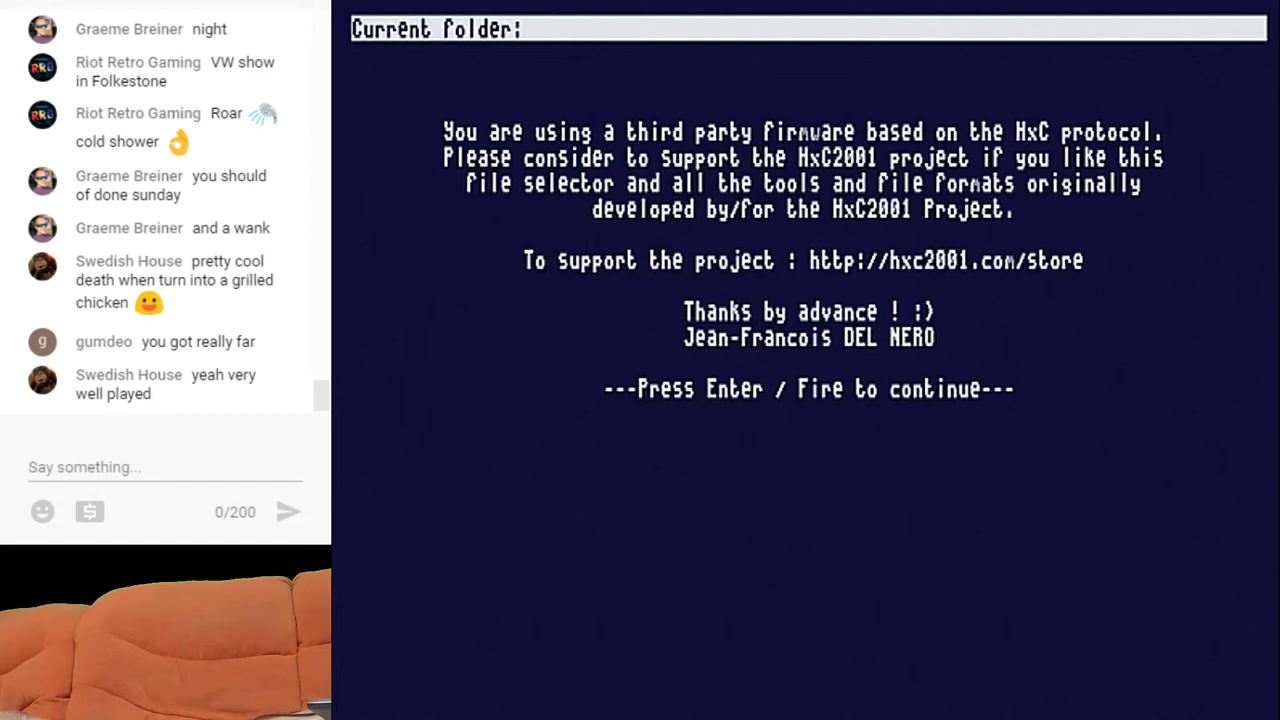 Graeme Breiner night
Riot Retro Gaming VW show
in Folkestone
Riot Retro Gaming Roar
cold shower
Graeme Breiner you should
of done sunday
Graeme Breiner and a wank
Swedish House pretty cool
death when turn into a grilled
chicken
gumdeo you got really far
Swedish House yeah very
well played
Say something...
0/200
Current folder:
You are using a third party firmware based on the HxC protocol.
Please consider to support the HxC2001 project if you like this
file selector and all the tools and file formats originally
developed by/for the HxC2001 Project.
To support the project : http://hxc2001.com/store
Thanks by advance ! :)
Jean-Francois DEL NERO
---Press Enter / Fire to continue---